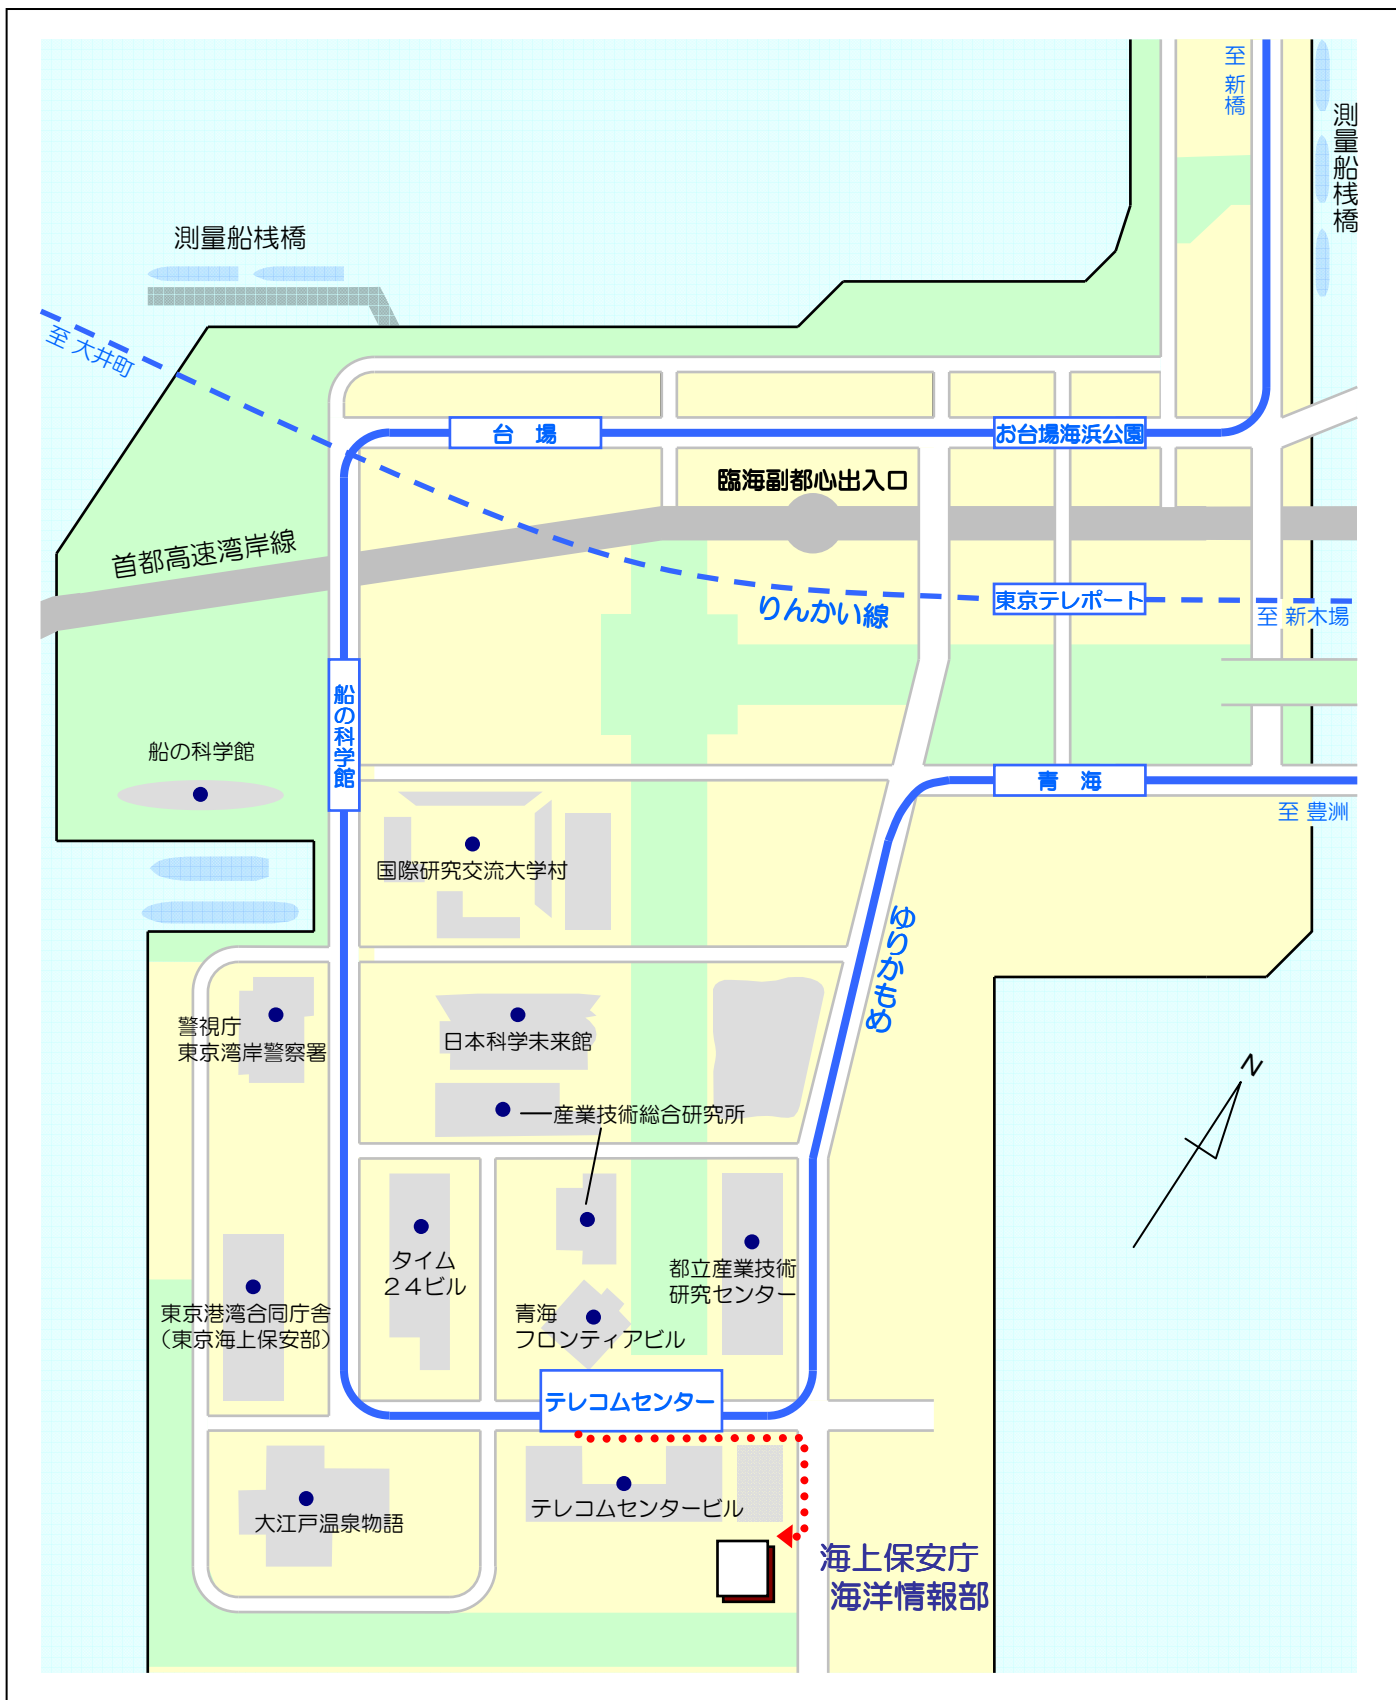 至 新橋
測量船桟橋
測量船桟橋
至 大井町
台 場
お台場海浜公園
臨海副都心出入口
首都高速湾岸線
りんかい線
東京テレポート
至 新木場
船の科学館
船の科学館
青 海
至 豊洲
国際研究交流大学村
ゆりかもめ
警視庁
東京湾岸警察署
日本科学未来館
N
産業技術総合研究所
タイム
24ビル
都立産業技術
研究センター
東京港湾合同庁舎
(東京海上保安部)
青海
フロンティアビル
テレコムセンター
テレコムセンタービル
大江戸温泉物語
海上保安庁
海洋情報部